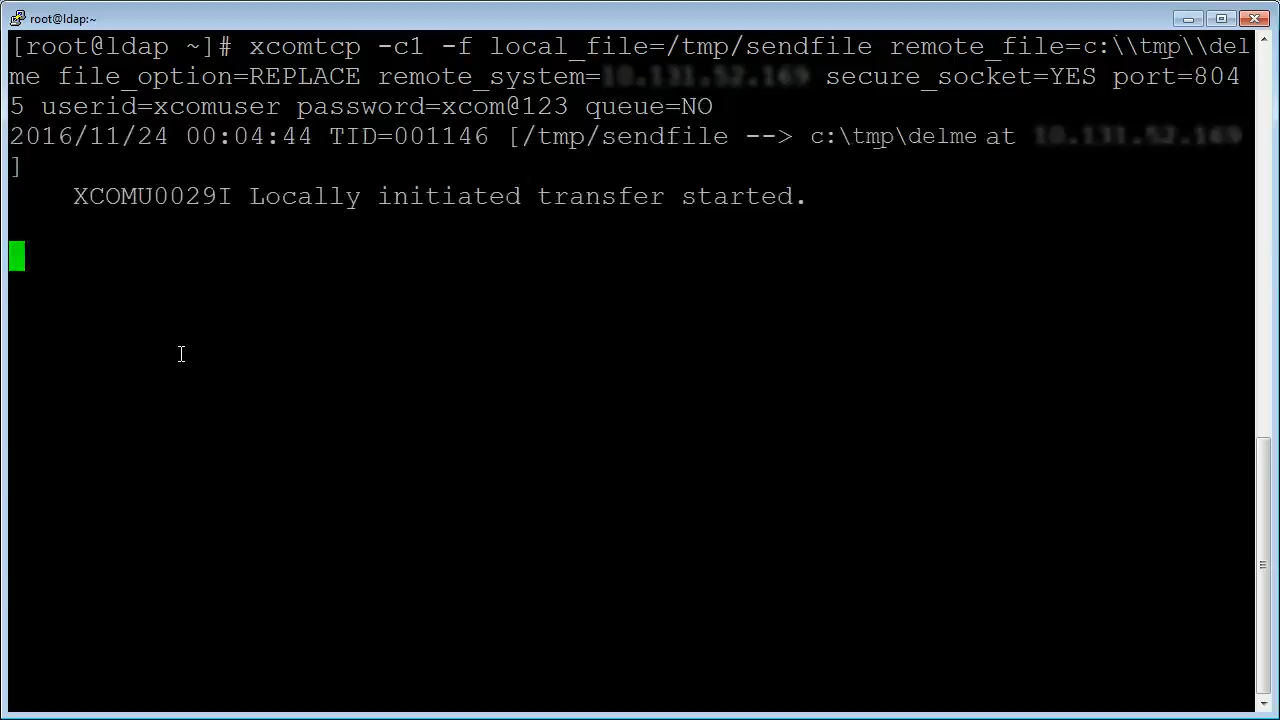 root@ldap:~
[root@ldap ~]# xcomtcp -c1 -f local_file=/tmp/sendfile remote_file=c:\\tmp\\del
me file_option=REPLACE remote_system= secure_socket=YES port=804
5 userid=xcomuser password=xcom@123 queue=NO
2016/11/24 00:04:44 TID=001146 [/tmp/sendfile --> c:\tmp\delme at
]
XCOMU0029I Locally initiated transfer started.